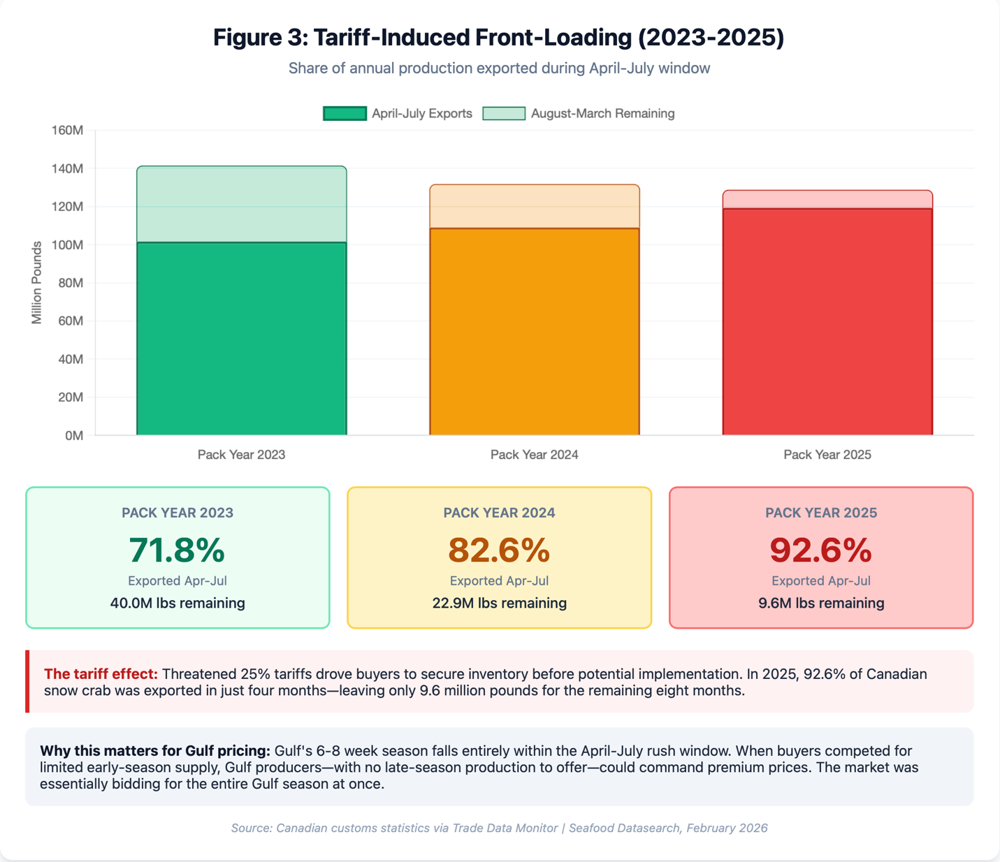 Figure 3: Tariff-Induced Front-Loading (2023-2025)
Share of annual production exported during April-July window
April-July Exports
August-March Remaining
Million Pounds
160M
140M
120M
100M
80M
60M
40M
20M
0M
Pack Year 2023
Pack Year 2024
Pack Year 2025
PACK YEAR 2023
71.8%
Exported Apr-Jul
40.0M lbs remaining
PACK YEAR 2024
82.6%
Exported Apr-Jul
22.9M lbs remaining
PACK YEAR 2025
92.6%
Exported Apr-Jul
9.6M lbs remaining
The tariff effect: Threatened 25% tariffs drove buyers to secure inventory before potential implementation. In 2025, 92.6% of Canadian
snow crab was exported in just four months—leaving only 9.6 million pounds for the remaining eight months.
Why this matters for Gulf pricing: Gulf's 6-8 week season falls entirely within the April-July rush window. When buyers competed for
limited early-season supply, Gulf producers—with no late-season production to offer—could command premium prices. The market was
essentially bidding for the entire Gulf season at once.
Source: Canadian customs statistics via Trade Data Monitor | Seafood Datasearch, February 2026